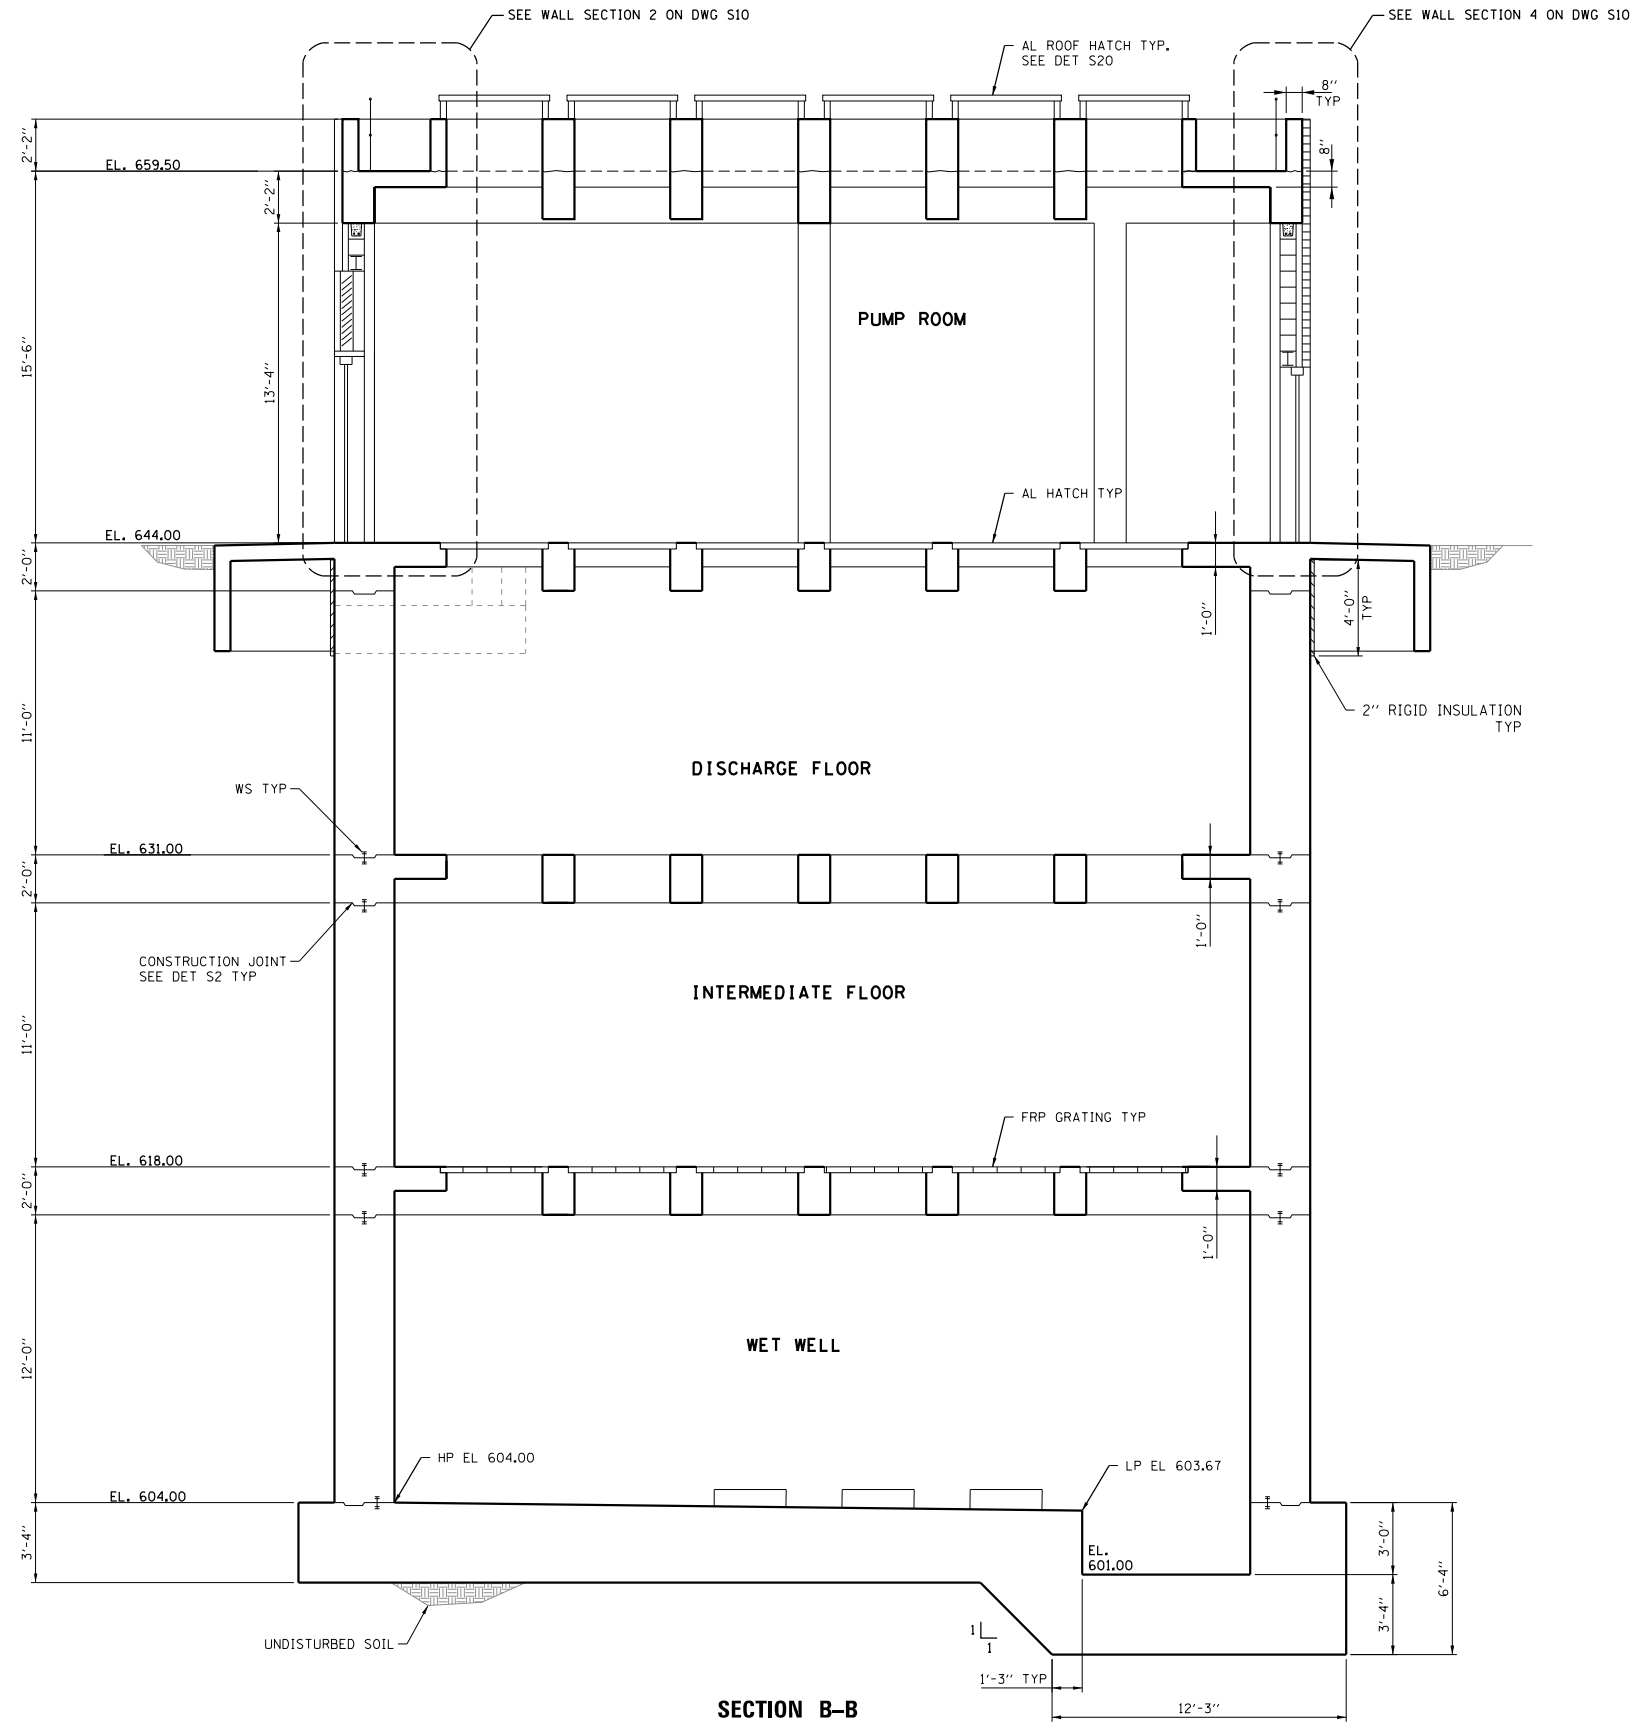 SEE WALL SECTION 2 ON DWG S10
SEE WALL SECTION 4 ON DWG S10
AL ROOF HATCH TYP.
SEE DET S20
8''
TYP
2'-2''
EL. 659.50
8''
2'-2''
15'-6''
13'-4''
PUMP ROOM
AL HATCH TYP
EL. 644.00
2'-0''
1'-0''
4'-0''
TYP
2'' RIGID INSULATION
TYP
11'-0''
DISCHARGE FLOOR
WS TYP
EL. 631.00
2'-0''
1'-0''
CONSTRUCTION JOINT
SEE DET S2 TYP
INTERMEDIATE FLOOR
11'-0''
FRP GRATING TYP
EL. 618.00
2'-0''
1'-0''
WET WELL
12'-0''
HP EL 604.00
LP EL 603.67
EL. 604.00
3'-4''
EL.
601.00
3'-0''
6'-4''
3'-4''
UNDISTURBED SOIL
1
1
1'-3'' TYP
12'-3''
SECTION B-B